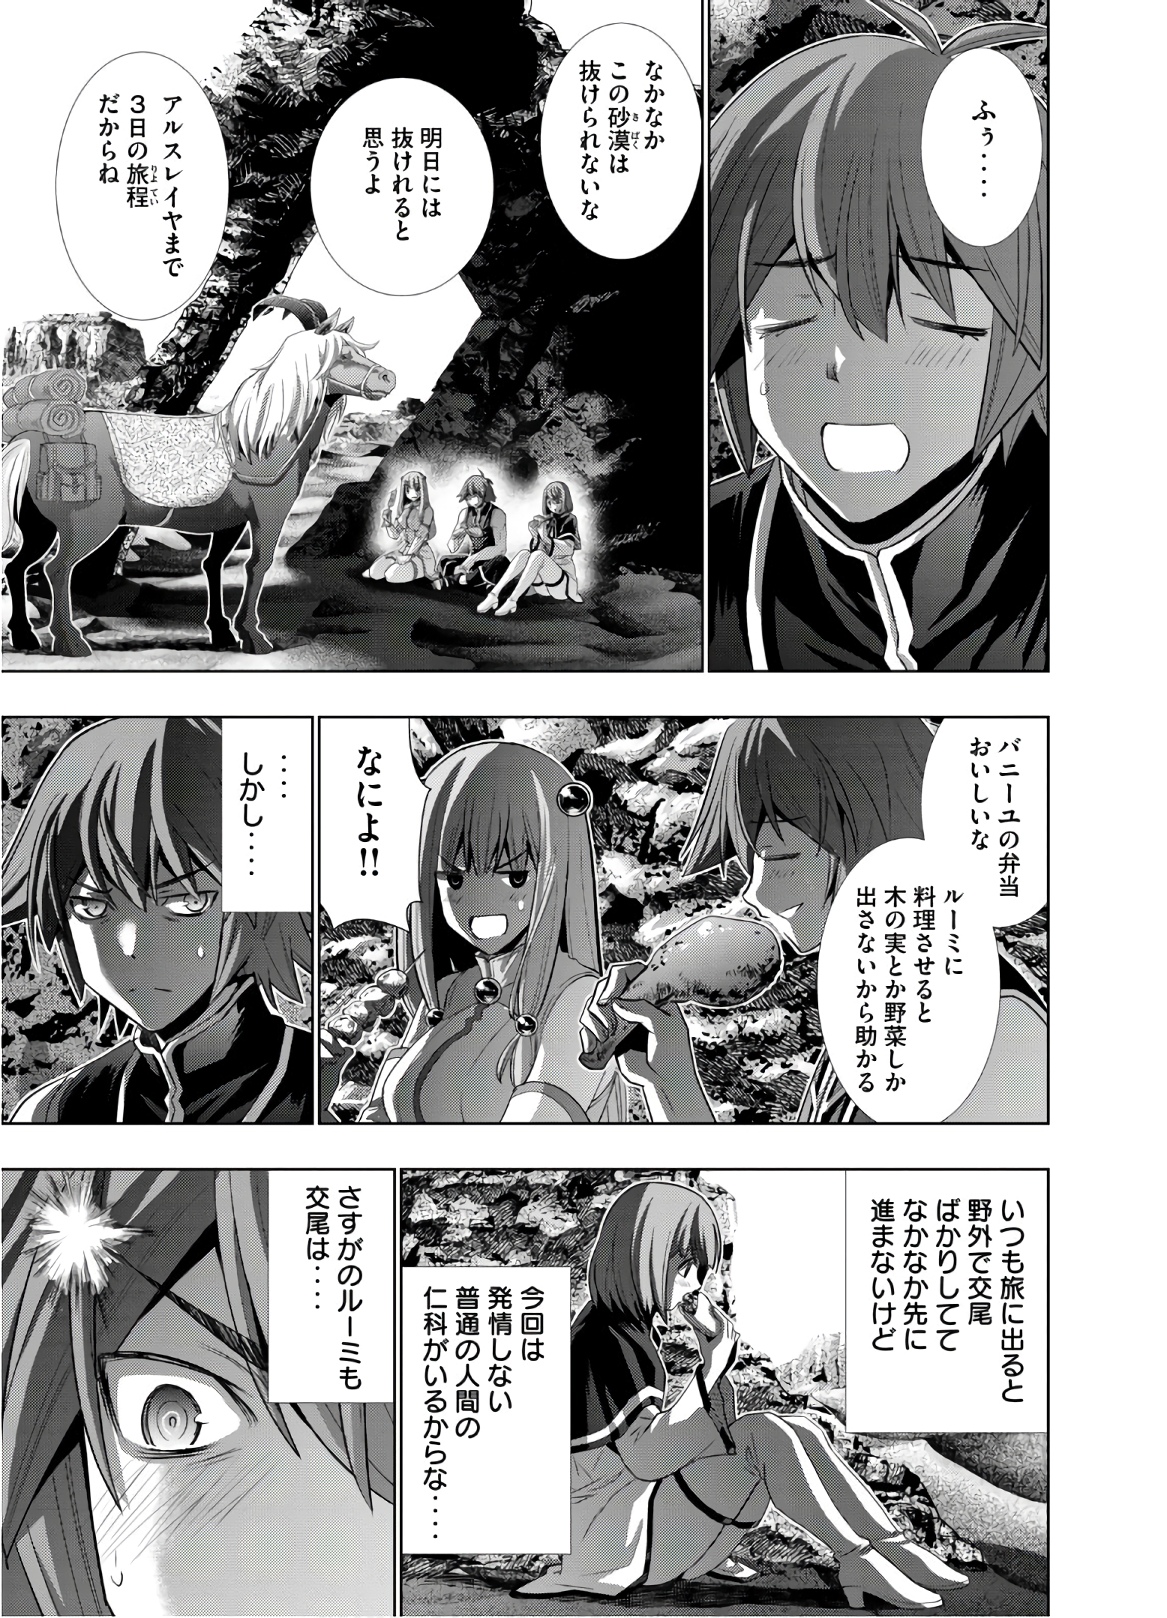 ふぅ‥‥
なかなか
この砂漠は
抜けられないな
明日には
抜けれると
思うよ
アルスレイヤまで
３日の旅程
だからね
バニーユの弁当
おいしいな
ルーミに
料理させると
木の実とか野菜しか
出さないから助かる
なによ!!
‥‥
しかし‥‥
いつも旅に出ると
野外で交尾
ばかりしてて
なかなか先に
進まないけど
今回は
発情しない
普通の人間の
仁科がいるからな‥‥
さすがのルーミも
交尾は‥‥